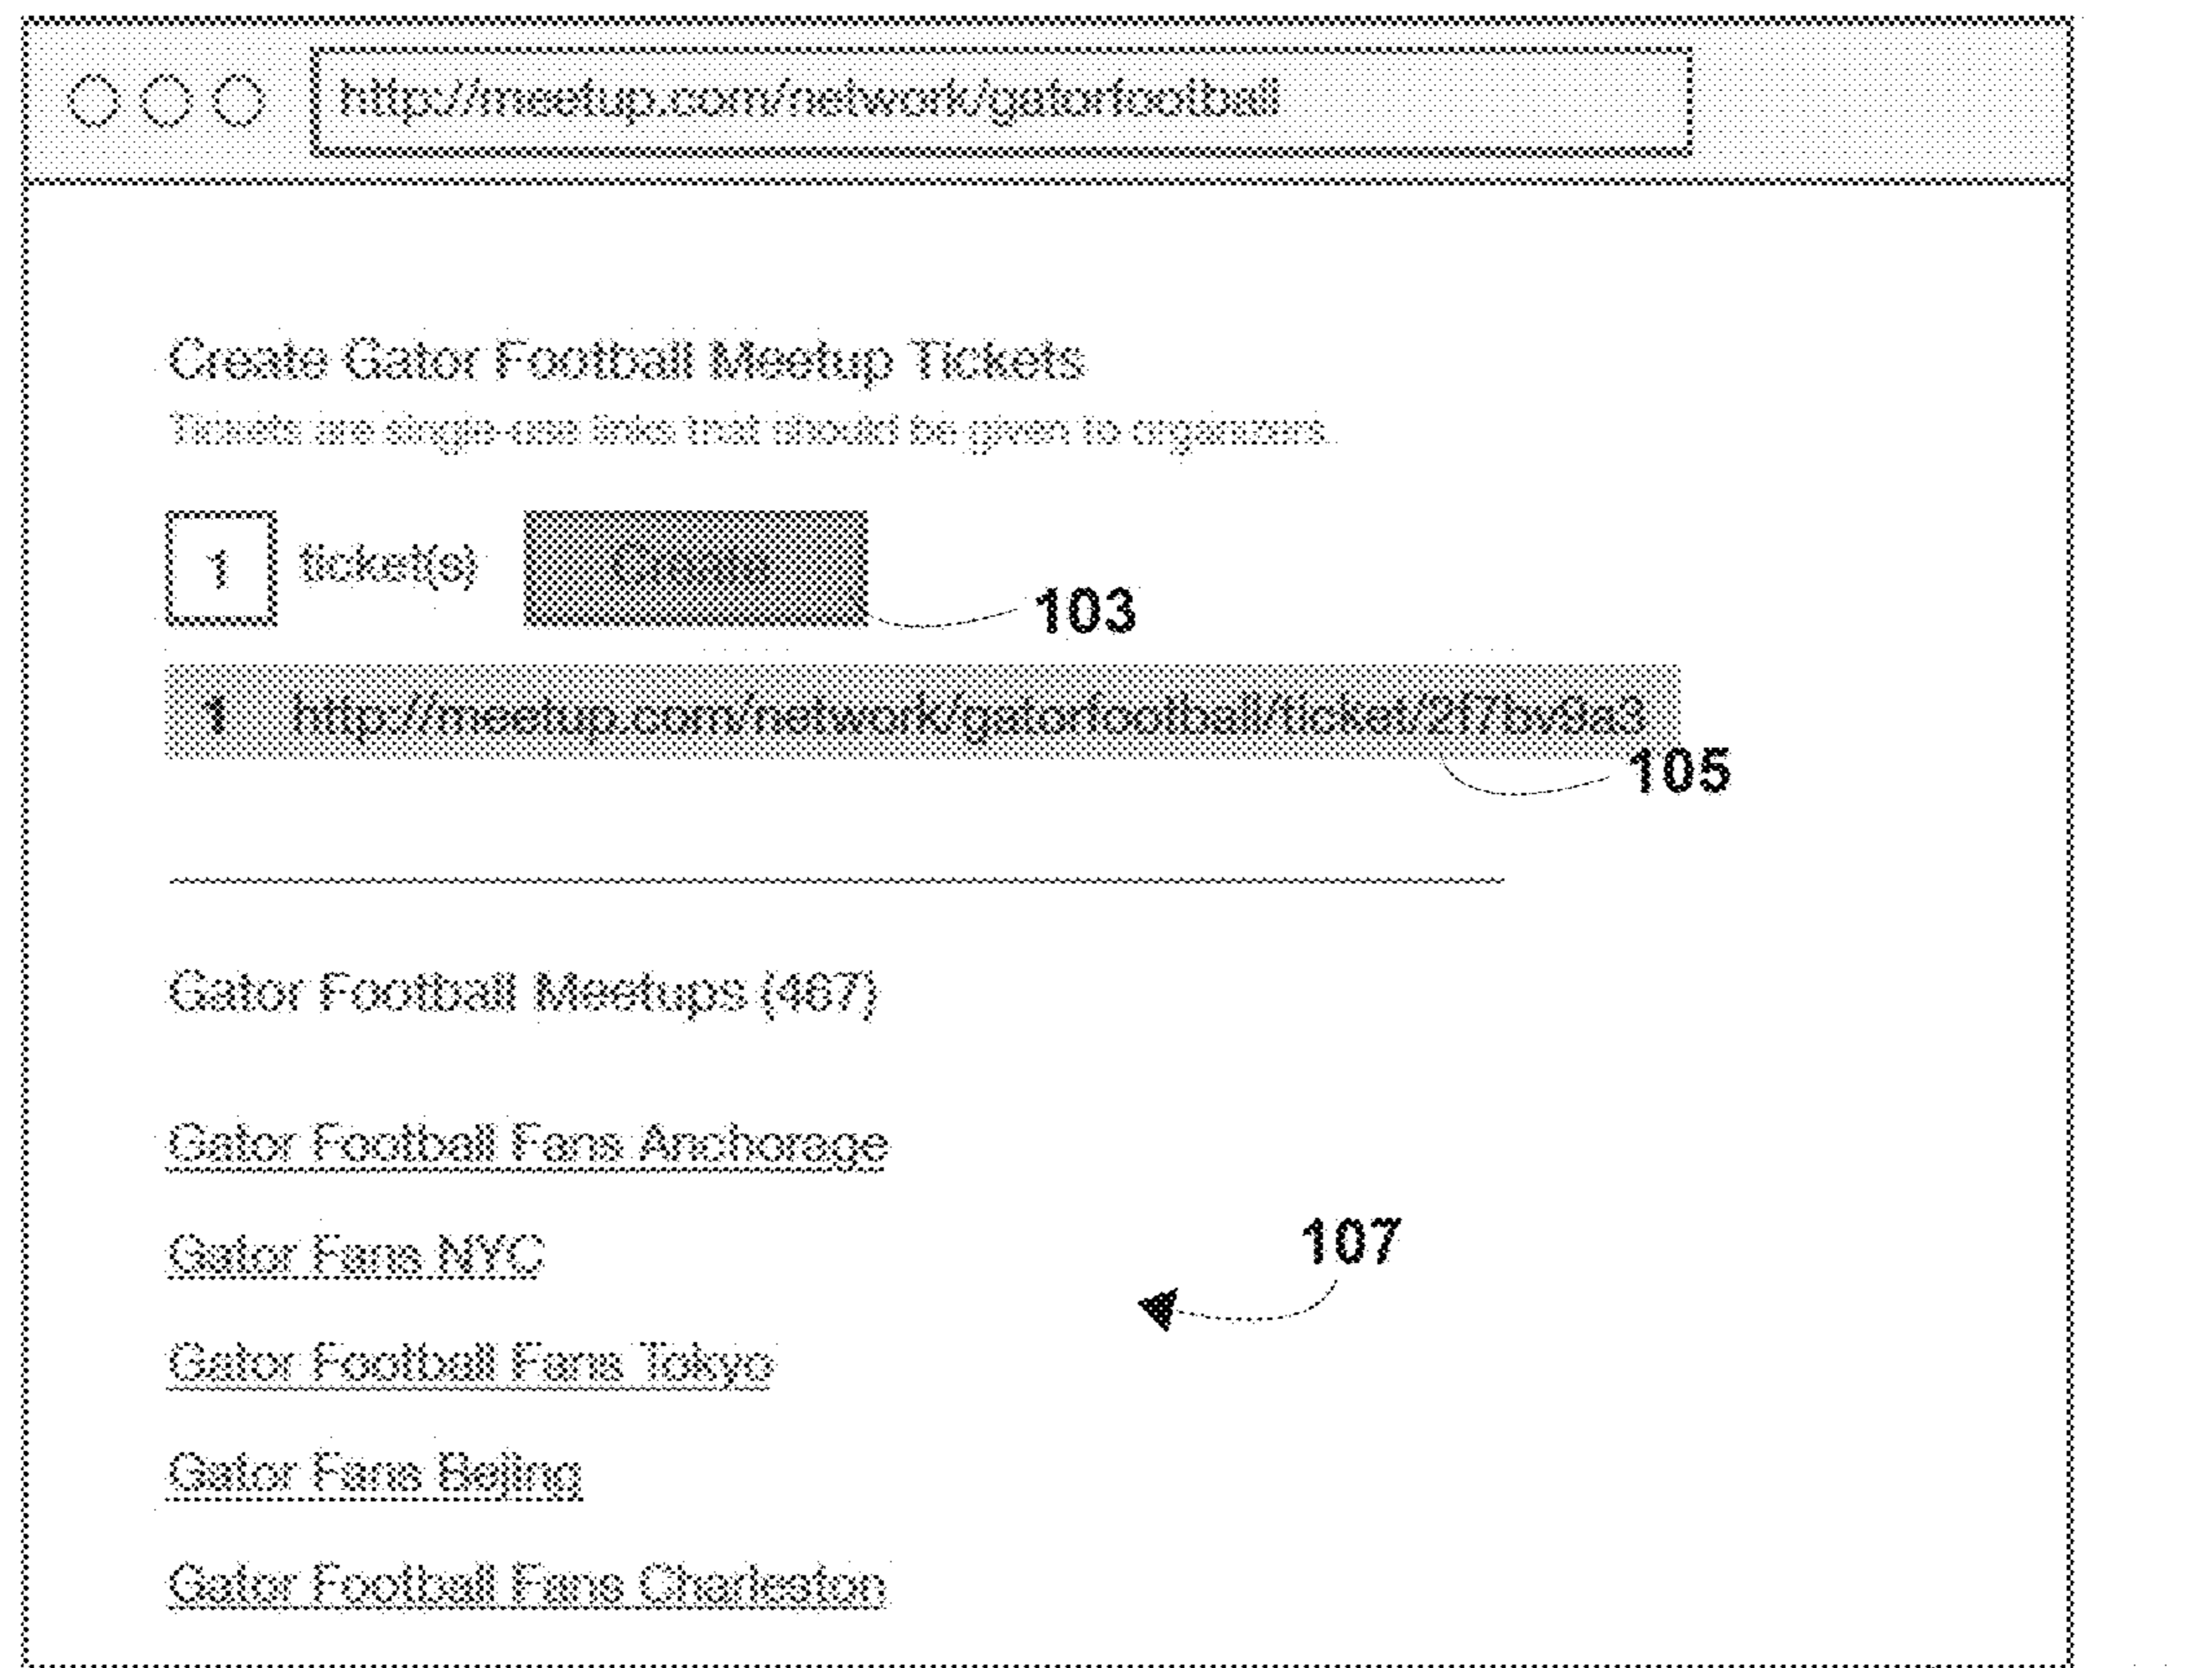 http://meetup.com/network/gatorfootball
Create Gator Football Meetup Tickets
Tickets are single-use links that should be given to organizers.
1 ticket(s) Create
103
1 http://meetup.com/network/gatorfootball/ticket/2f7bv9a3
105
Gator Football Meetups (467)
Gator Football Fans Anchorage
Gator Fans NYC
107
Gator Football Fans Tokyo
Gator Fans Bejing
Gator Football Fans Charleston